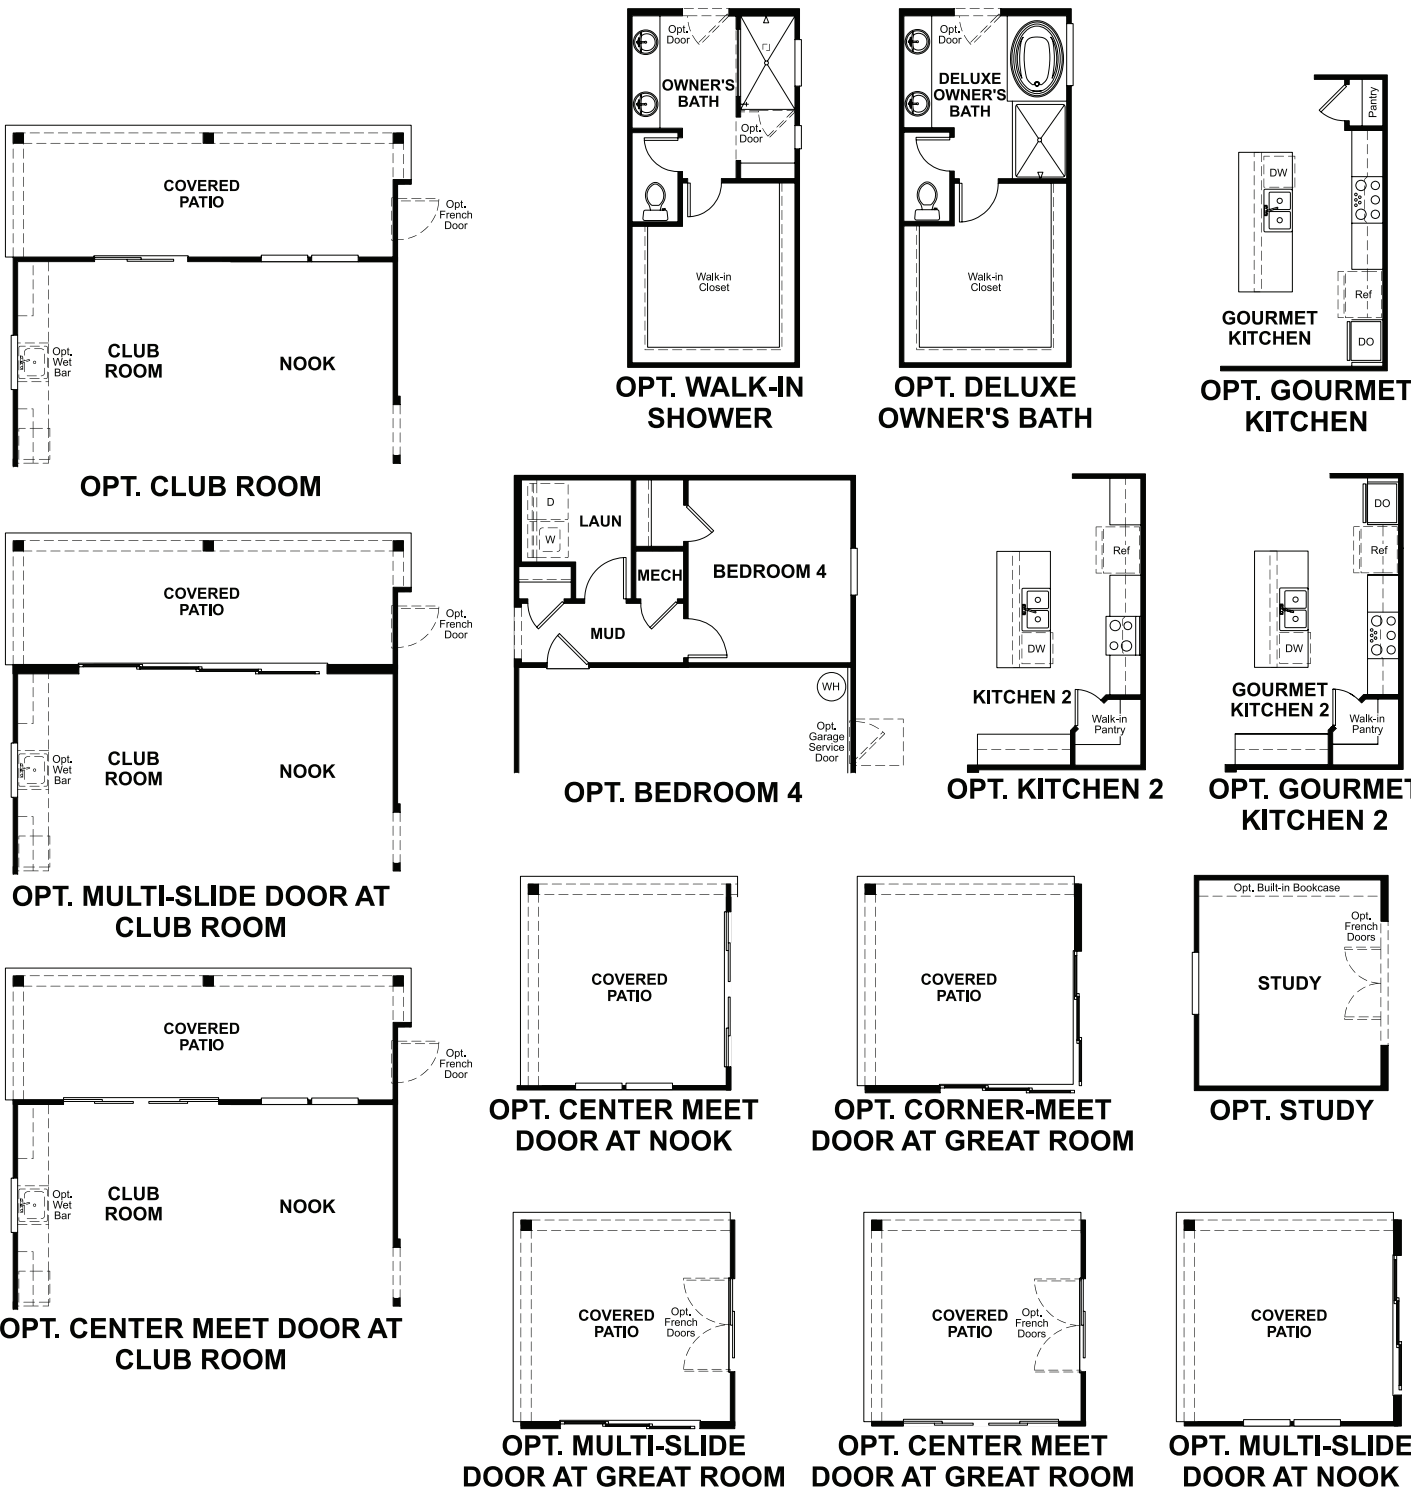 Opt.
Door
OWNER'S
BATH
Opt.
Door
Walk-in
Closet
OPT. WALK-IN
SHOWER
Opt.
Door
DELUXE
OWNER'S
BATH
Walk-in
Closet
OPT. DELUXE
OWNER'S BATH
Pantry
DW
Ref
DO
GOURMET
KITCHEN
OPT. GOURMET
KITCHEN
COVERED
PATIO
Opt.
French
Door
Opt.
Wet
Bar
CLUB
ROOM
NOOK
OPT. CLUB ROOM
D
W
LAUN
MECH
BEDROOM 4
MUD
WH
Opt.
Garage
Service
Door
OPT. BEDROOM 4
Ref
DW
KITCHEN 2
Walk-in
Pantry
OPT. KITCHEN 2
DO
Ref
DW
GOURMET
KITCHEN 2
Walk-in
Pantry
OPT. GOURMET
KITCHEN 2
COVERED
PATIO
Opt.
French
Door
Opt.
Wet
Bar
CLUB
ROOM
NOOK
OPT. MULTI-SLIDE DOOR AT
CLUB ROOM
COVERED
PATIO
OPT. CENTER MEET
DOOR AT NOOK
COVERED
PATIO
OPT. CORNER-MEET
DOOR AT GREAT ROOM
Opt. Built-in Bookcase
Opt.
French
Doors
STUDY
OPT. STUDY
COVERED
PATIO
Opt.
French
Door
Opt.
Wet
Bar
CLUB
ROOM
NOOK
OPT. CENTER MEET DOOR AT
CLUB ROOM
COVERED
PATIO
Opt.
French
Doors
OPT. MULTI-SLIDE
DOOR AT GREAT ROOM
COVERED
PATIO
Opt.
French
Doors
OPT. CENTER MEET
DOOR AT GREAT ROOM
COVERED
PATIO
OPT. MULTI-SLIDE
DOOR AT NOOK